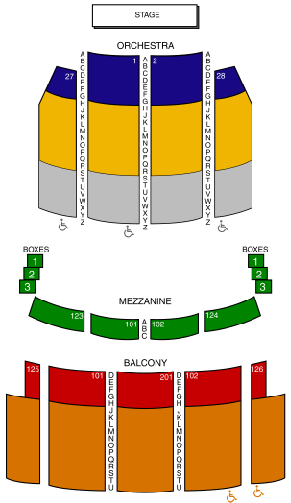 STAGE
ORCHESTRA
27
1
2
28
ABCDEFGHJKLMNOPQRSTUVWXYZ
ABCDEFGHJKLMNOPQRSTUVWXYZ
ABCDEFGHJKLMNOPQRSTUVWXYZ
BOXES
1
2
3
BOXES
1
2
3
MEZZANINE
123
101
ABC
102
124
BALCONY
125
101
201
102
126
DEFGHJKLMNOPQRSTU
DEFGHJKLMNOPQRSTU